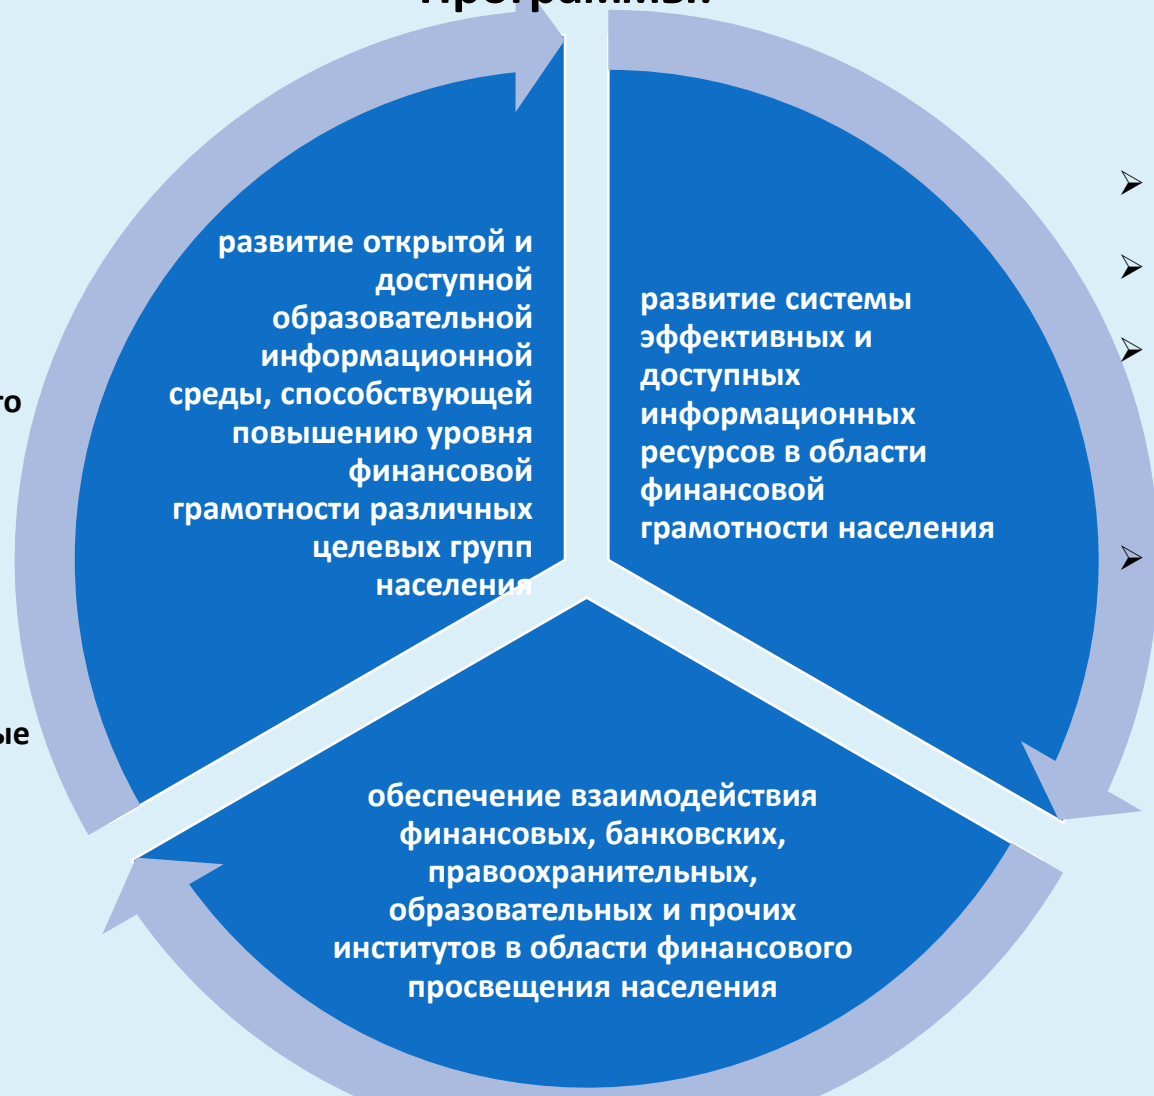 развитие открытой и
доступной
образовательной
информационной
среды, способствующей
повышению уровня
финансовой
грамотности различных
целевых групп
населения
развитие системы
эффективных и
доступных
информационных
ресурсов в области
финансовой
грамотности населения
обеспечение взаимодействия
финансовых, банковских,
правоохранительных,
образовательных и прочих
институтов в области финансового
просвещения населения